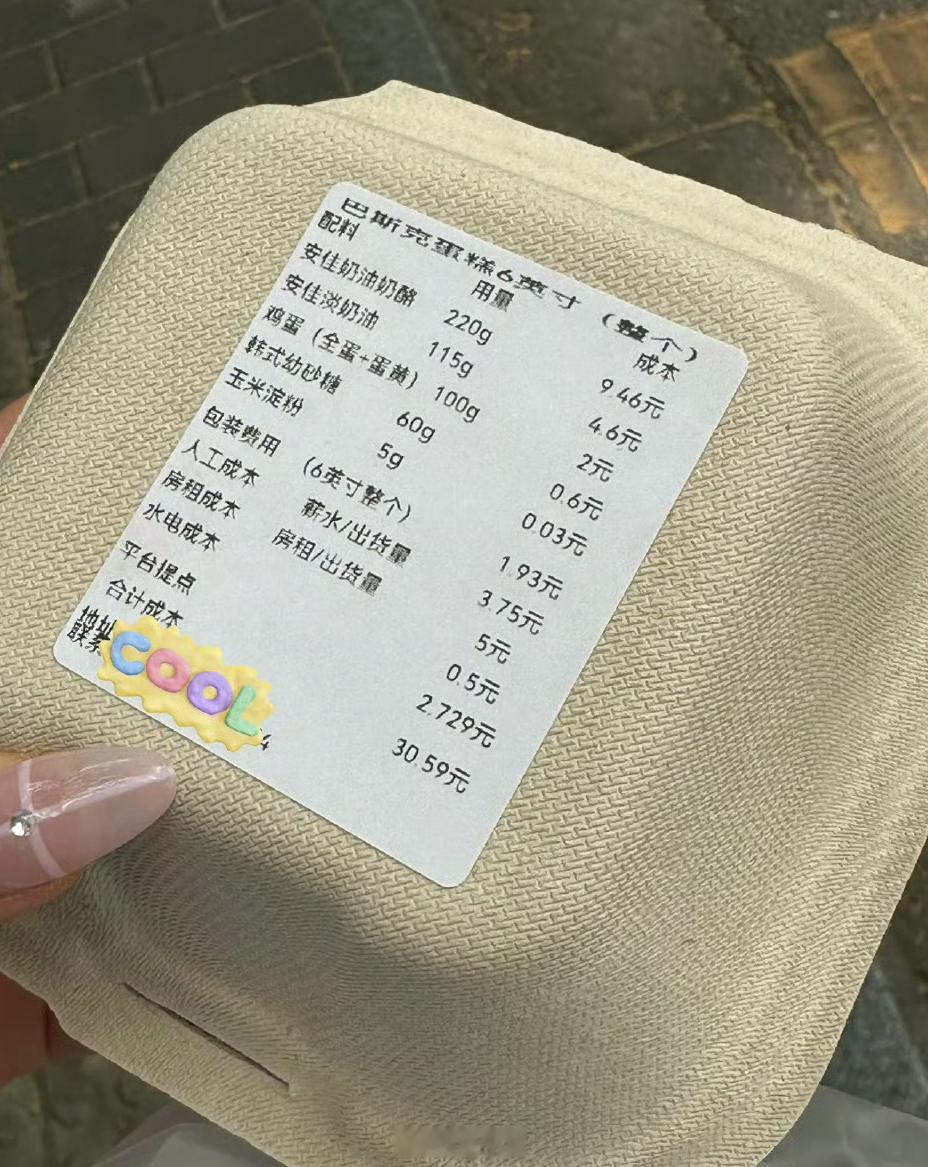 巴斯克蛋糕6英寸（整个）
配料 用量 成本
安佳奶油奶酪 220g 9.46元
安佳淡奶油 115g 4.6元
鸡蛋（全蛋+蛋黄） 100g 2元
韩式幼砂糖 60g 0.6元
玉米淀粉 5g 0.03元
包装费用 （6英寸整个） 1.93元
人工成本 薪水/出货量 3.75元
房租成本 房租/出货量 5元
水电成本 0.5元
平台提点 2.729元
合计成本 30.59元
地址
联系
COOL
4